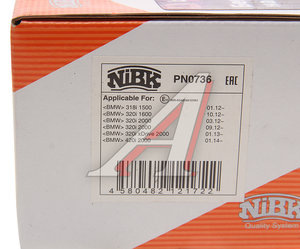 NiBK PN0736 EAC
Applicable For:
<BMW> 318i 1500 01.12-
<BMW> 320i 1600 10.12-
<BMW> 320i 2000 03.12-
<BMW> 320i 2000 09.12-
<BMW> 320i xDrive 2000 01.13-
<BMW> 420i 2000 01.14-
4 580462 121722
NiBK
Quality System